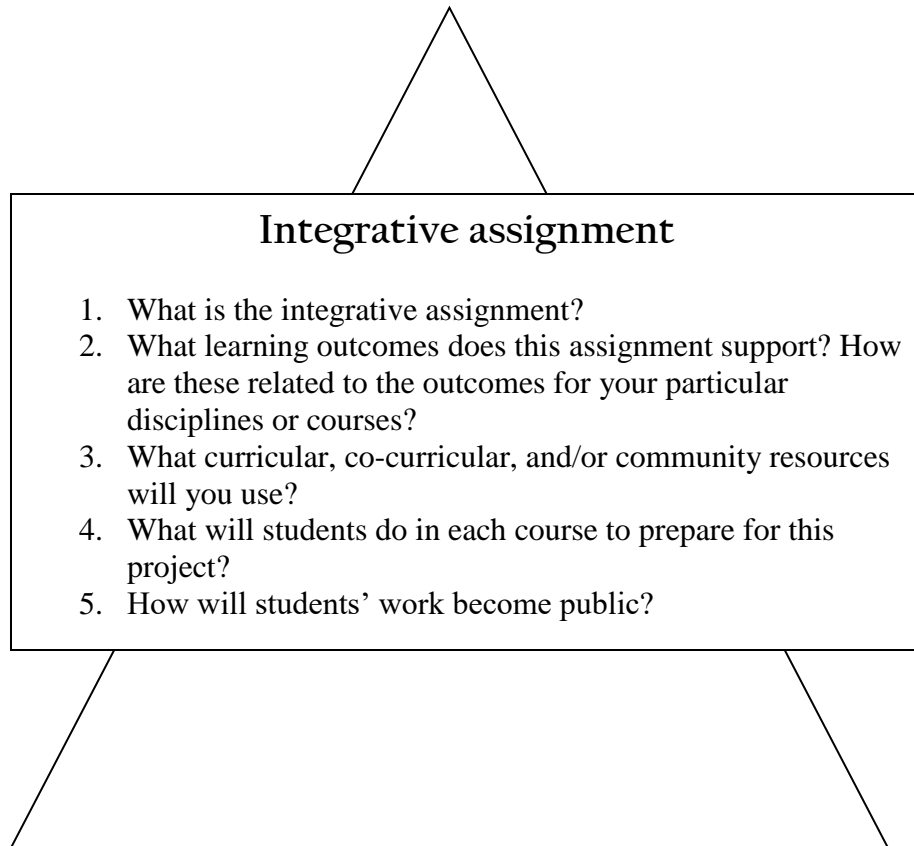 Integrative assignment
1. What is the integrative assignment?
2. What learning outcomes does this assignment support? How
are these related to the outcomes for your particular
disciplines or courses?
3. What curricular, co-curricular, and/or community resources
will you use?
4. What will students do in each course to prepare for this
project?
5. How will students’ work become public?